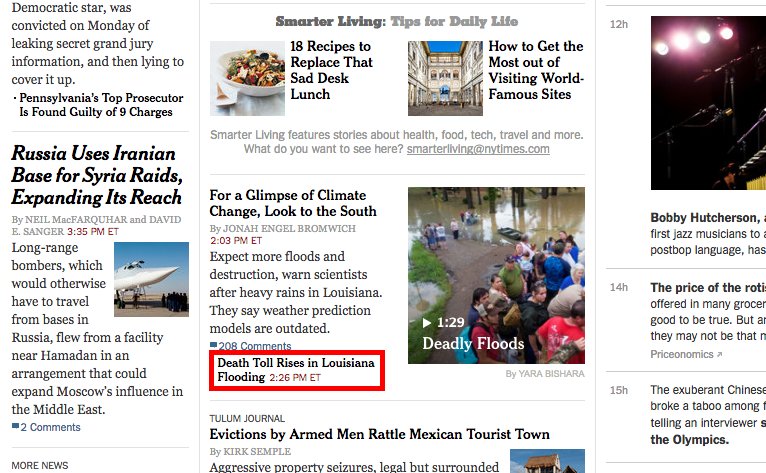 Democratic star, was
convicted on Monday of
leaking secret grand jury
information, and then lying to
cover it up.
· Pennsylvania's Top Prosecutor
Is Found Guilty of 9 Charges
Russia Uses Iranian
Base for Syria Raids,
Expanding Its Reach
By NEIL MacFARQUHAR and DAVID
E. SANGER 3:35 PM ET
Long-range
bombers, which
would otherwise
have to travel
from bases in
Russia, flew from a facility
near Hamadan in an
arrangement that could
expand Moscow's influence in
the Middle East.
2 Comments
MORE NEWS
Smarter Living: Tips for Daily Life
18 Recipes to
Replace That
Sad Desk
Lunch
How to Get the
Most out of
Visiting World-
Famous Sites
Smarter Living features stories about health, food, tech, travel and more.
What do you want to see here? smarterliving@nytimes.com
For a Glimpse of Climate
Change, Look to the South
By JONAH ENGEL BROMWICH
2:03 PM ET
Expect more floods and
destruction, warn scientists
after heavy rains in Louisiana.
They say weather prediction
models are outdated.
208 Comments
Death Toll Rises in Louisiana
Flooding 2:26 PM ET
1:29
Deadly Floods
By YARA BISHARA
TULUM JOURNAL
Evictions by Armed Men Rattle Mexican Tourist Town
By KIRK SEMPLE
Aggressive property seizures, legal but surrounded
12h
Bobby Hutcherson, a
first jazz musicians to a
postbop language, has
14h
The price of the rotis
offered in many grocer
good to be true. But an
they may not be that m
Priceonomics ↗
15h
The exuberant Chinese
broke a taboo among f
telling an interviewer s
the Olympics.